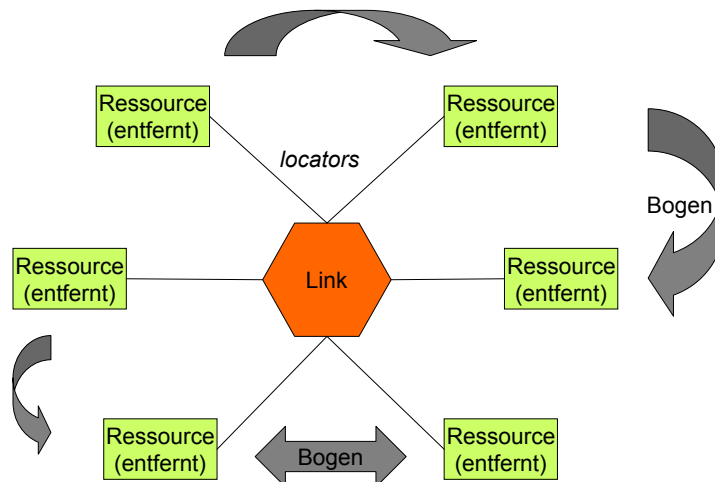 Ressource
(entfernt)
Ressource
(entfernt)
locators
Bogen
Ressource
(entfernt)
Link
Ressource
(entfernt)
Ressource
(entfernt)
Bogen
Ressource
(entfernt)